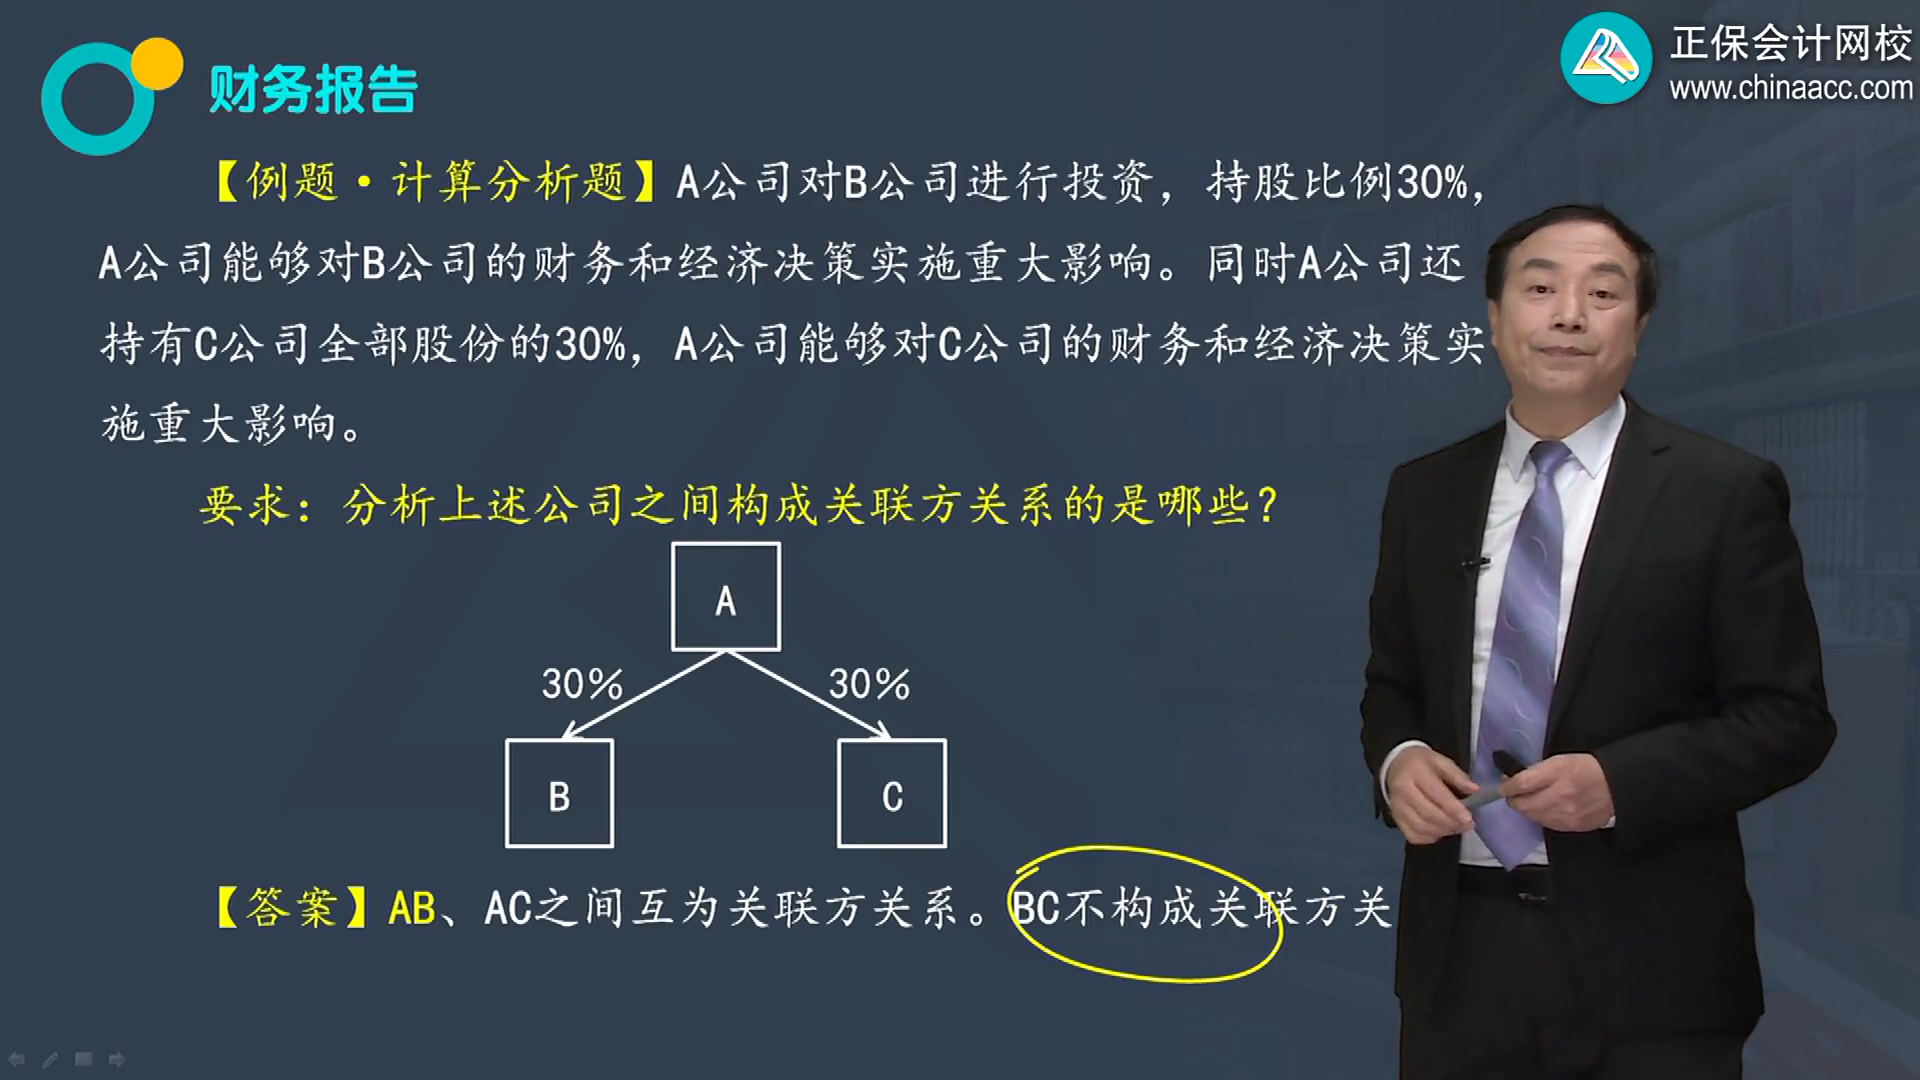 财务报告
正保会计网校
www.chinaacc.com
【例题·计算分析题】A公司对B公司进行投资，持股比例30%，
A公司能够对B公司的财务和经济决策实施重大影响。同时A公司还
持有C公司全部股份的30%，A公司能够对C公司的财务和经济决策实
施重大影响。
要求：分析上述公司之间构成关联方关系的是哪些？
A
30%
30%
B
C
【答案】AB、AC之间互为关联方关系。BC不构成关联方关